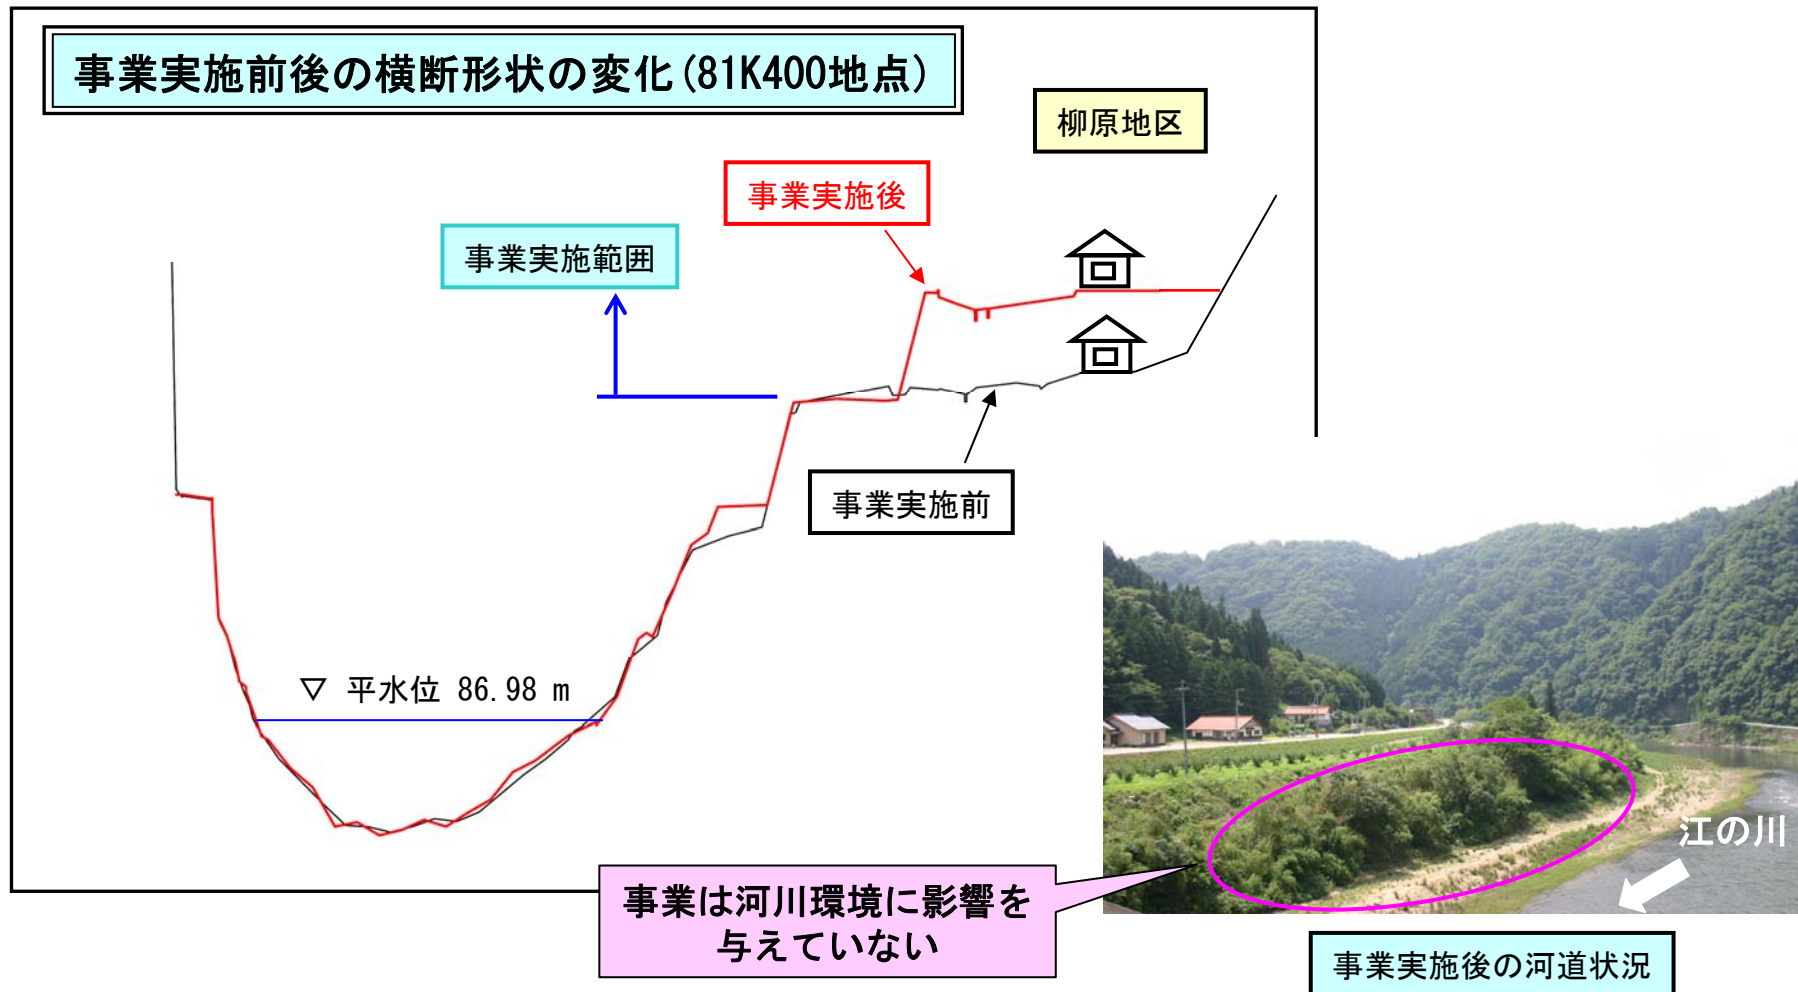 事業実施前後の横断形状の変化(81K400地点)
柳原地区
事業実施後
事業実施範囲
事業実施前
▽ 平水位 86.98 m
江の川
事業は河川環境に影響を
与えていない
事業実施後の河道状況